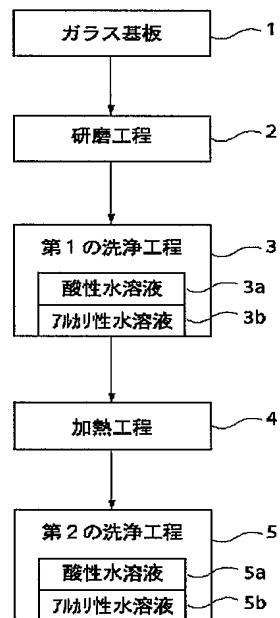 ガラス基板
1
研磨工程
2
第1の洗浄工程
3
酸性水溶液
3a
アルカリ性水溶液
3b
加熱工程
4
第2の洗浄工程
5
酸性水溶液
5a
アルカリ性水溶液
5b